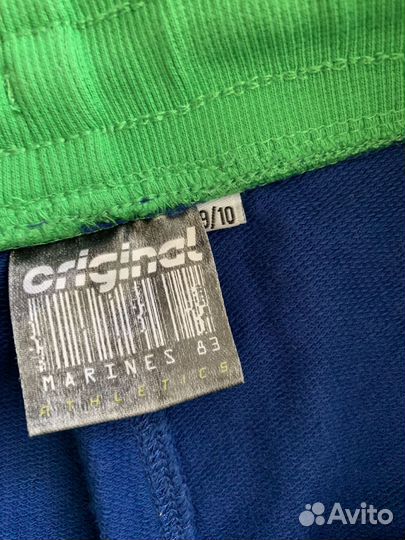 9/10
original
MARINES 83
ATHLETICS
Avito